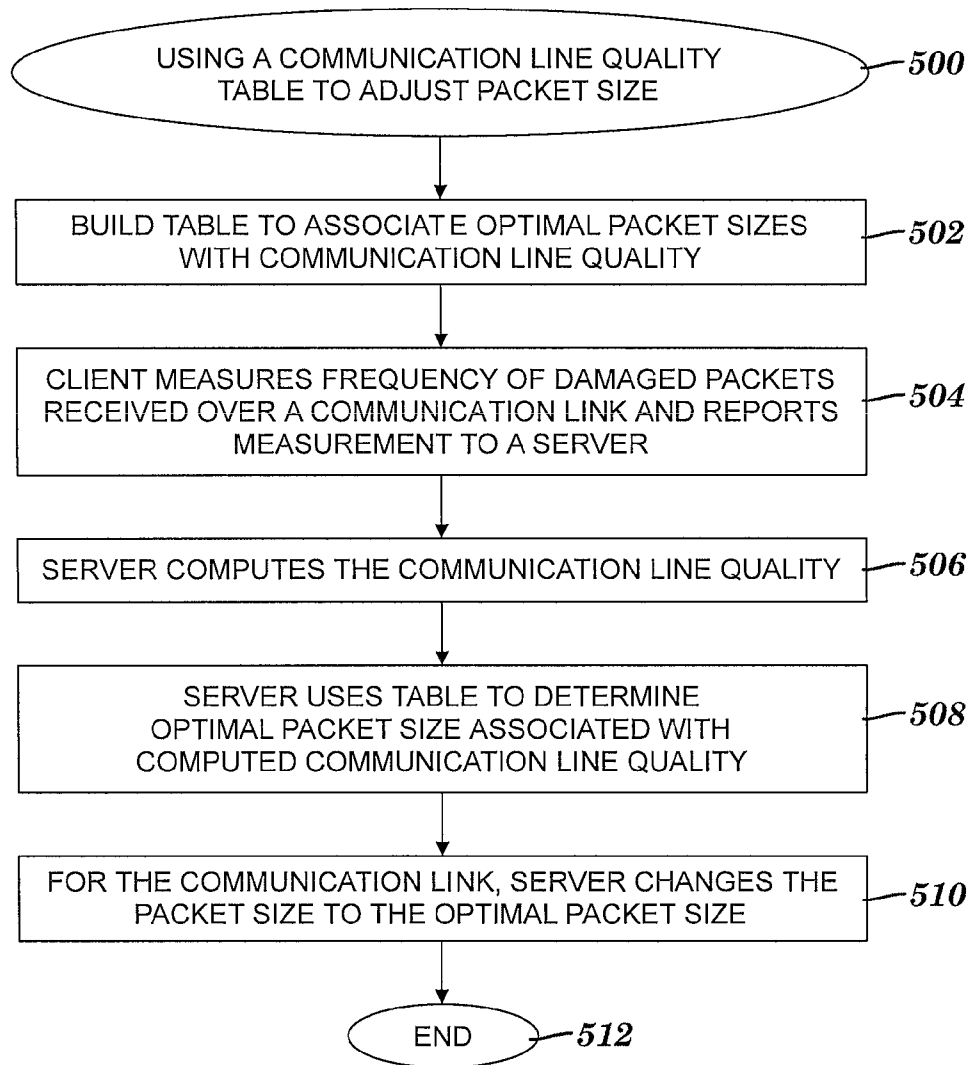 USING A COMMUNICATION LINE QUALITY
TABLE TO ADJUST PACKET SIZE
500
BUILD TABLE TO ASSOCIATE OPTIMAL PACKET SIZES
WITH COMMUNICATION LINE QUALITY
502
CLIENT MEASURES FREQUENCY OF DAMAGED PACKETS
RECEIVED OVER A COMMUNICATION LINK AND REPORTS
MEASUREMENT TO A SERVER
504
SERVER COMPUTES THE COMMUNICATION LINE QUALITY
506
SERVER USES TABLE TO DETERMINE
OPTIMAL PACKET SIZE ASSOCIATED WITH
COMPUTED COMMUNICATION LINE QUALITY
508
FOR THE COMMUNICATION LINK, SERVER CHANGES THE
PACKET SIZE TO THE OPTIMAL PACKET SIZE
510
END
512